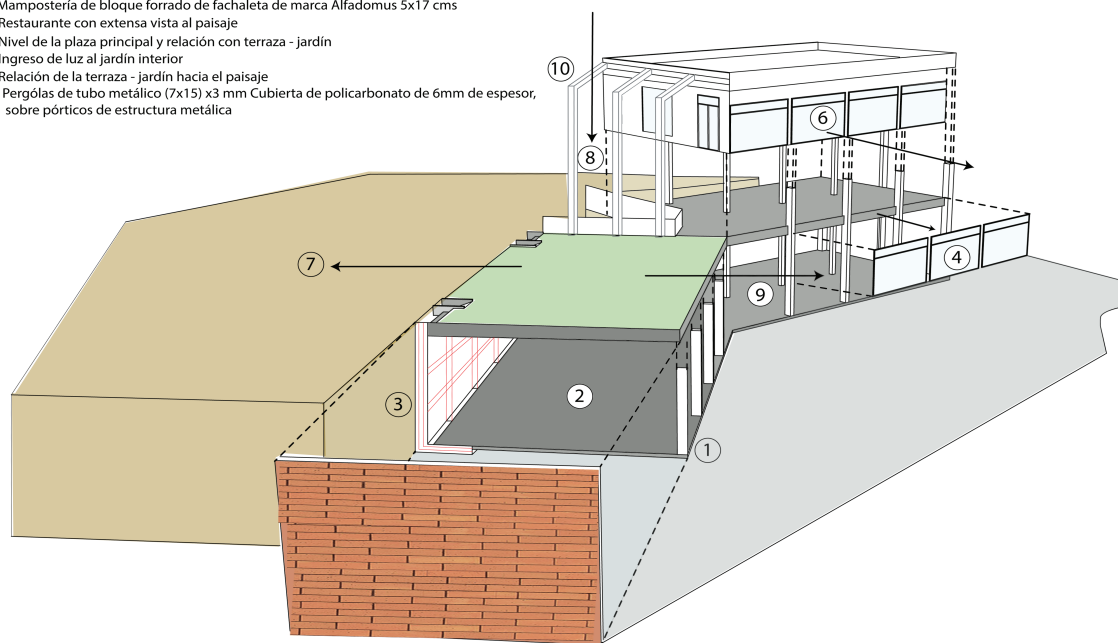 Mampostería de bloque forrado de fachaleta de marca Alfadomus 5x17 cms
Restaurante con extensa vista al paisaje
Nivel de la plaza principal y relación con terraza - jardín
Ingreso de luz al jardín interior
Relación de la terraza - jardín hacia el paisaje
Pergólas de tubo metálico (7x15) x3 mm Cubierta de policarbonato de 6mm de espesor,
sobre pórticos de estructura metálica
10
6
8
7
4
9
2
3
1